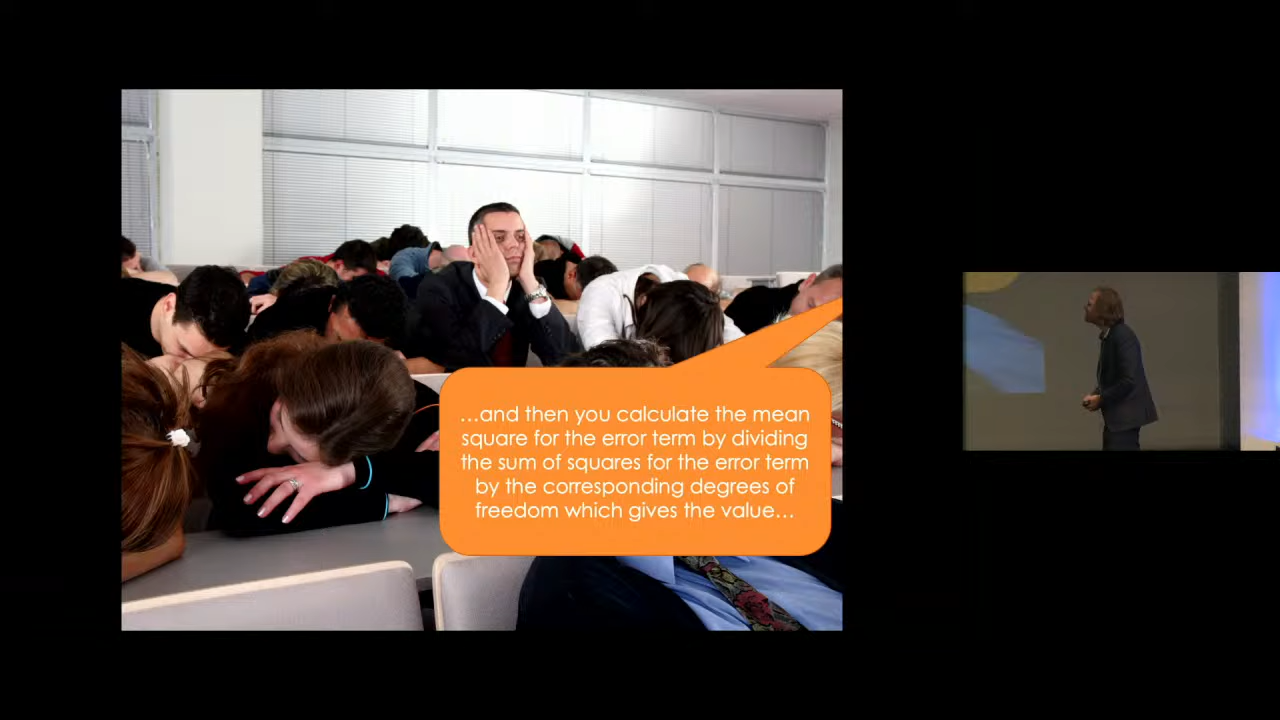 …and then you calculate the mean
square for the error term by dividing
the sum of squares for the error term
by the corresponding degrees of
freedom which gives the value…